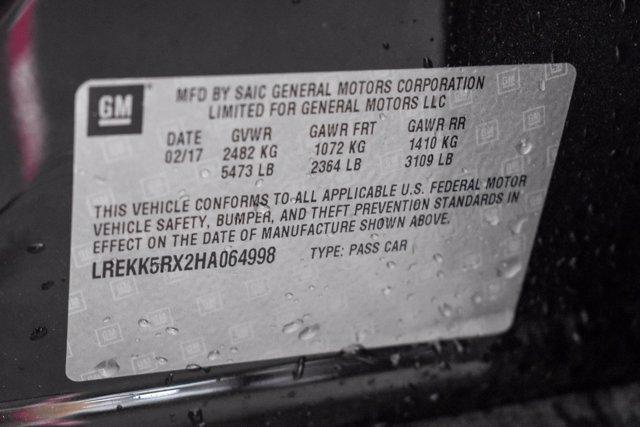 GM
MFD BY SAIC GENERAL MOTORS CORPORATION
LIMITED FOR GENERAL MOTORS LLC
DATE GVWR GAWR FRT GAWR RR
02/17 2482 KG 1072 KG 1410 KG
5473 LB 2364 LB 3109 LB
THIS VEHICLE CONFORMS TO ALL APPLICABLE U.S. FEDERAL MOTOR
VEHICLE SAFETY, BUMPER, AND THEFT PREVENTION STANDARDS IN
EFFECT ON THE DATE OF MANUFACTURE SHOWN ABOVE.
LREKK5RX2HA064998 TYPE: PASS CAR